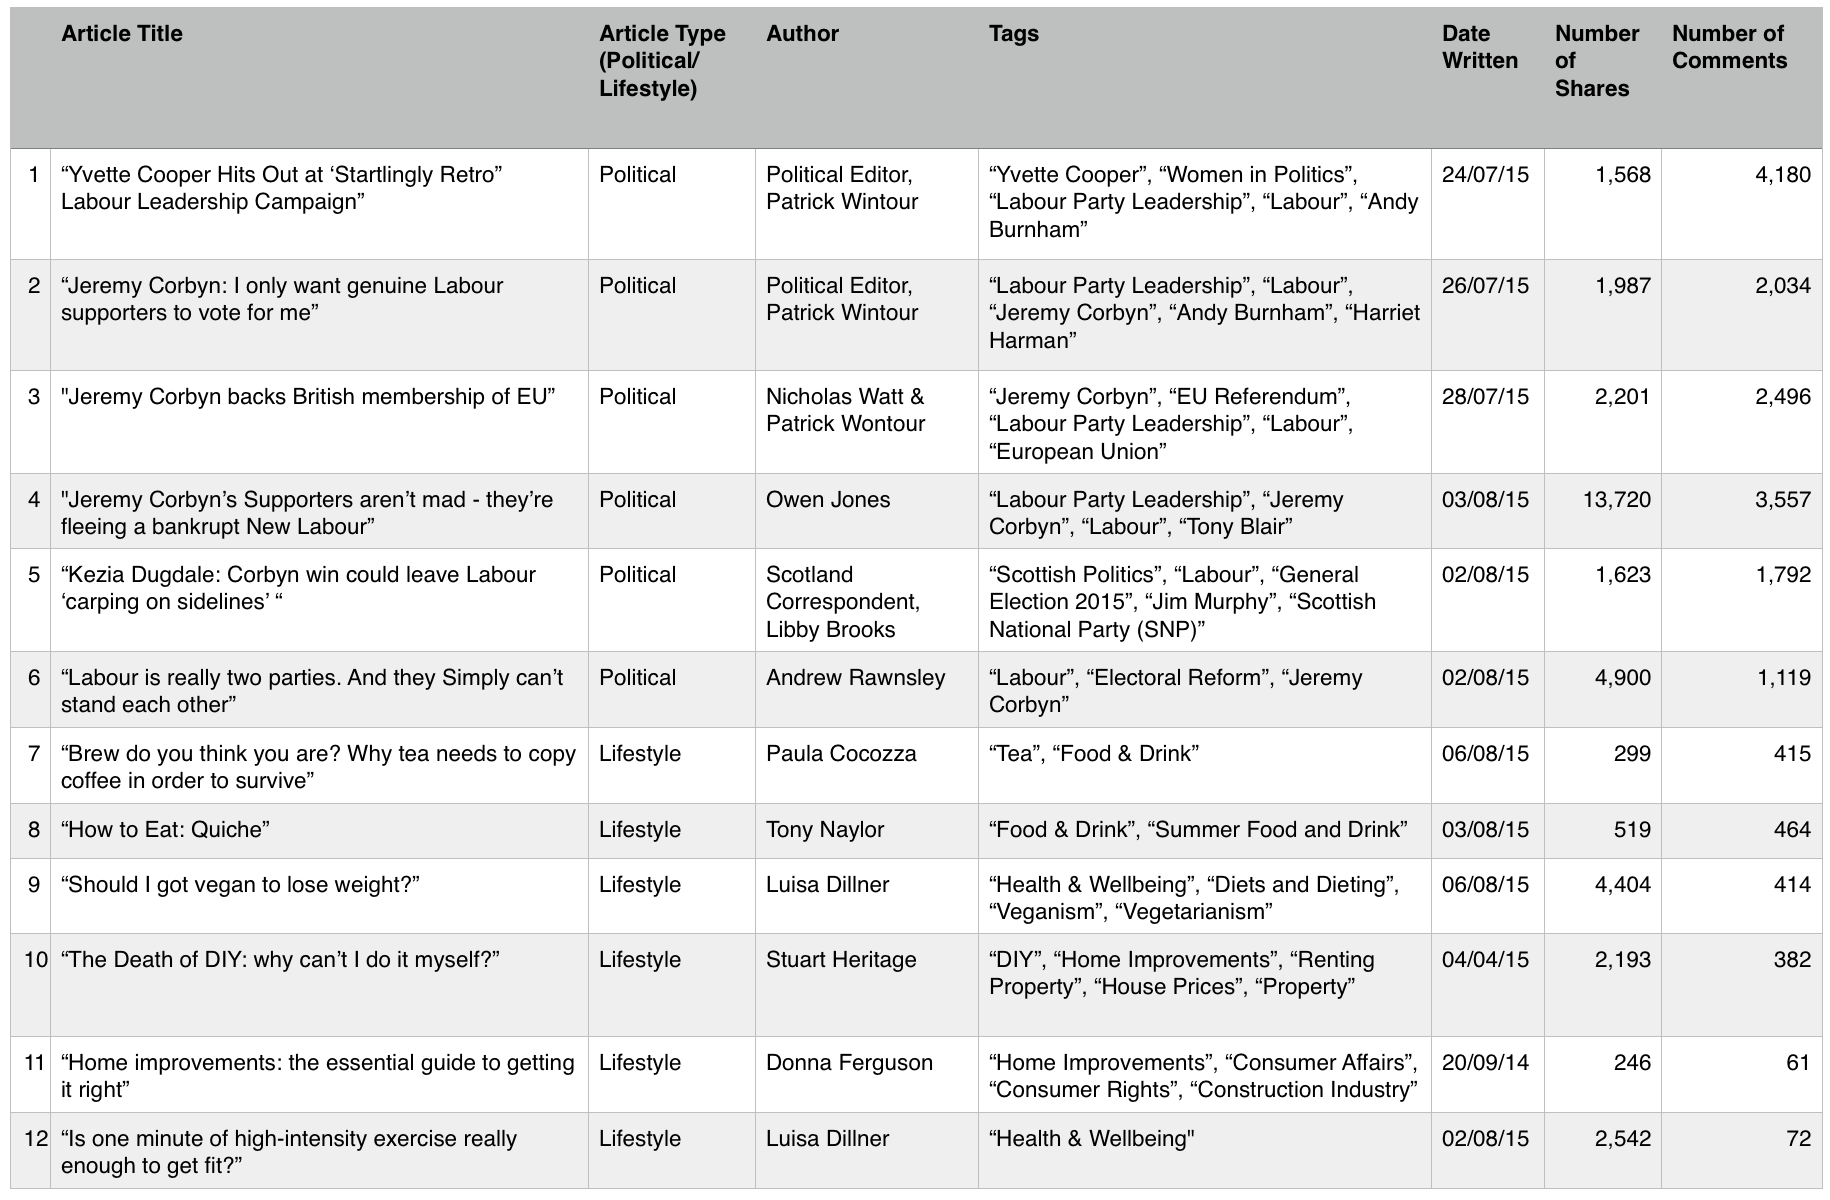 Article Title Article Type (Political/ Lifestyle) Author Tags Date Written Number of Shares Number of Comments
1 “Yvette Cooper Hits Out at ‘Startlingly Retro” Political Political Editor, “Yvette Cooper”, “Women in Politics”, 24/07/15 1,568 4,180
Labour Leadership Campaign” Patrick Wintour “Labour Party Leadership”, “Labour”, “Andy
Burnham”
2 “Jeremy Corbyn: I only want genuine Labour Political Political Editor, “Labour Party Leadership”, “Labour”, 26/07/15 1,987 2,034
supporters to vote for me” Patrick Wintour “Jeremy Corbyn”, “Andy Burnham”, “Harriet
Harman”
3 "Jeremy Corbyn backs British membership of EU” Political Nicholas Watt & “Jeremy Corbyn”, “EU Referendum”, 28/07/15 2,201 2,496
Patrick Wontour “Labour Party Leadership”, “Labour”,
“European Union”
4 "Jeremy Corbyn’s Supporters aren’t mad - they’re Political Owen Jones “Labour Party Leadership”, “Jeremy 03/08/15 13,720 3,557
fleeing a bankrupt New Labour” Corbyn”, “Labour”, “Tony Blair”
5 “Kezia Dugdale: Corbyn win could leave Labour Political Scotland “Scottish Politics”, “Labour”, “General 02/08/15 1,623 1,792
‘carping on sidelines’ “ Correspondent, Election 2015”, “Jim Murphy”, “Scottish
Libby Brooks National Party (SNP)”
6 “Labour is really two parties. And they Simply can’t Political Andrew Rawnsley “Labour”, “Electoral Reform”, “Jeremy 02/08/15 4,900 1,119
stand each other” Corbyn”
7 “Brew do you think you are? Why tea needs to copy Lifestyle Paula Cocozza “Tea”, “Food & Drink” 06/08/15 299 415
coffee in order to survive”
8 “How to Eat: Quiche” Lifestyle Tony Naylor “Food & Drink”, “Summer Food and Drink” 03/08/15 519 464
9 “Should I got vegan to lose weight?” Lifestyle Luisa Dillner “Health & Wellbeing”, “Diets and Dieting”, 06/08/15 4,404 414
“Veganism”, “Vegetarianism”
10 “The Death of DIY: why can’t I do it myself?” Lifestyle Stuart Heritage “DIY”, “Home Improvements”, “Renting 04/04/15 2,193 382
Property”, “House Prices”, “Property”
11 “Home improvements: the essential guide to getting Lifestyle Donna Ferguson “Home Improvements”, “Consumer Affairs”, 20/09/14 246 61
it right” “Consumer Rights”, “Construction Industry”
12 “Is one minute of high-intensity exercise really Lifestyle Luisa Dillner “Health & Wellbeing" 02/08/15 2,542 72
enough to get fit?”